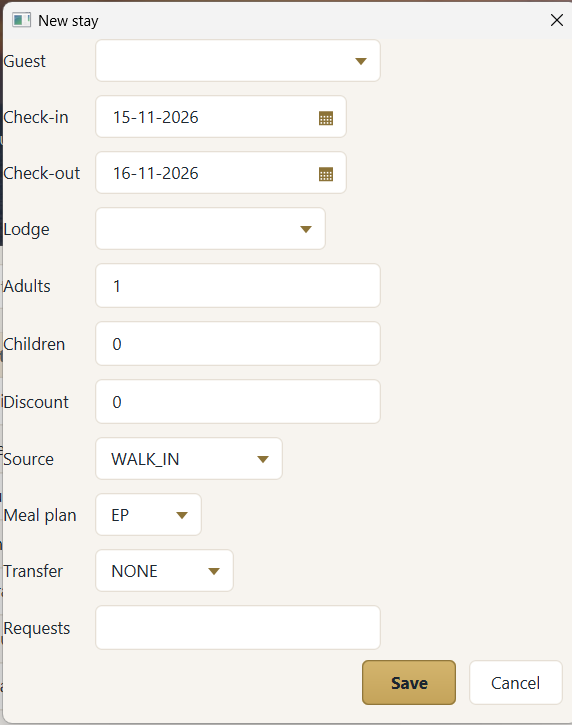 New stay
Guest
Check-in 15-11-2026
Check-out 16-11-2026
Lodge
Adults 1
Children 0
Discount 0
Source WALK_IN
Meal plan EP
Transfer NONE
Requests
Save Cancel